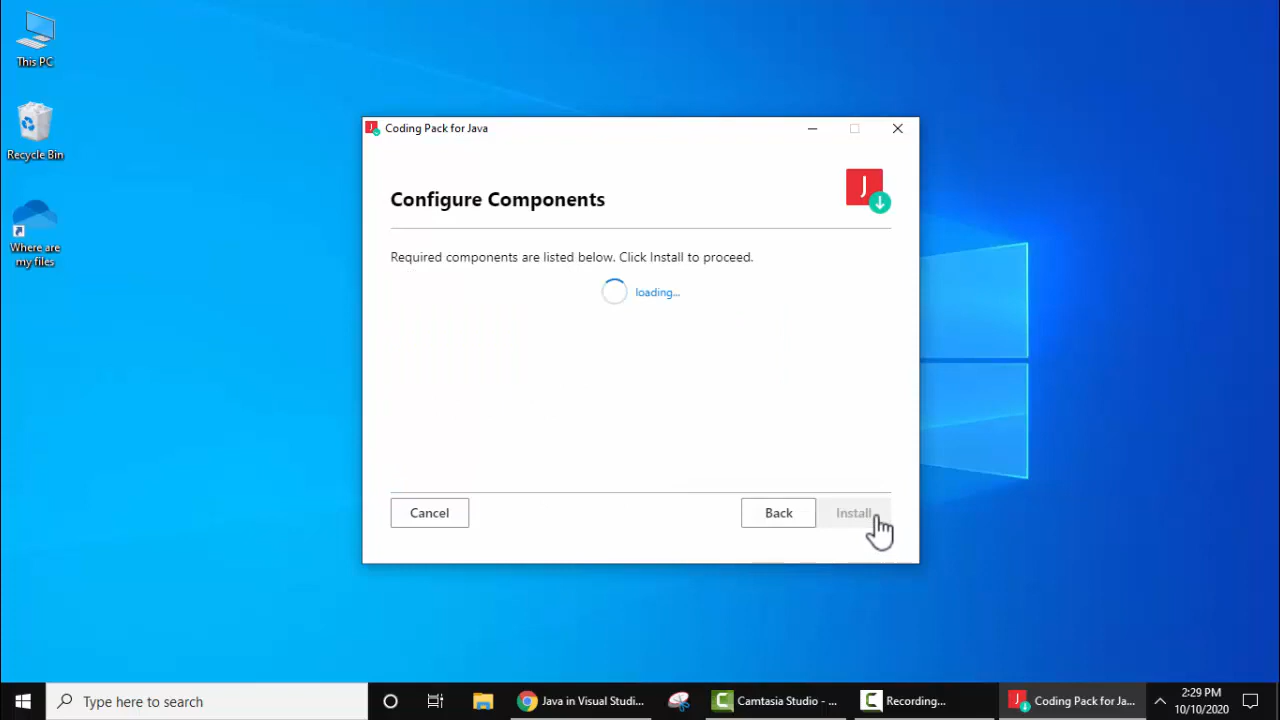 This PC
Recycle Bin
Where are
my files
J
Coding Pack for Java
Configure Components
J
Required components are listed below. Click Install to proceed.
loading...
Cancel
Back
Install
Type here to search
Java in Visual Studi...
C
Camtasia Studio - ...
C
Recording...
J
Coding Pack for Ja...
2:29 PM
10/10/2020